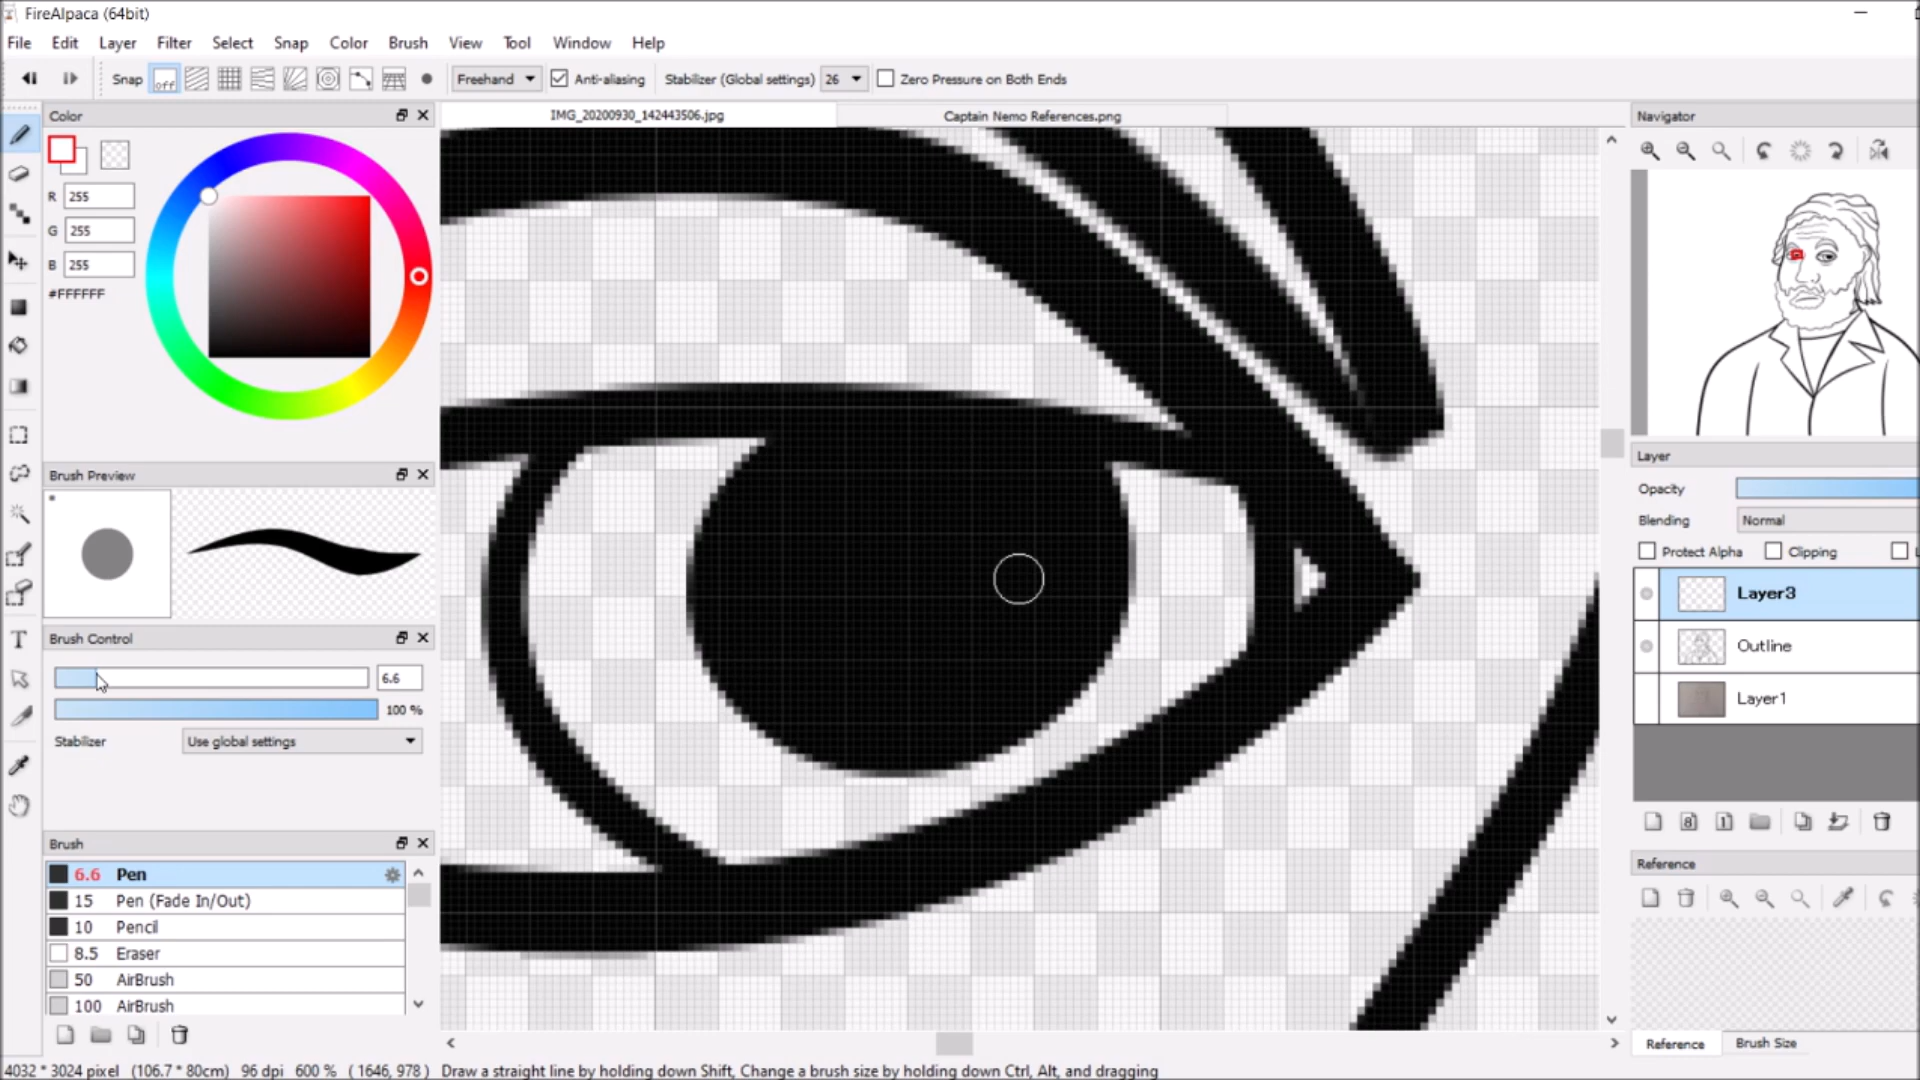 FireAlpaca (64bit)
File Edit Layer Filter Select Snap Color Brush View Tool Window Help
Snap off Freehand Anti-aliasing Stabilizer (Global settings) 26 Zero Pressure on Both Ends
Color
IMG_20200930_142443506.jpg
Captain Nemo References.png
Navigator
R 255
G 255
B 255
#FFFFFF
Brush Preview
Brush Control
6.6
100 %
Stabilizer Use global settings
Brush
6.6 Pen
15 Pen (Fade In/Out)
10 Pencil
8.5 Eraser
50 AirBrush
100 AirBrush
Layer
Opacity
Blending Normal
Protect Alpha Clipping L
Layer3
Outline
Layer1
8 1
Reference
Reference Brush Size
T
4032 * 3024 pixel (106.7 * 80cm) 96 dpi 600 % ( 1646, 978 ) Draw a straight line by holding down Shift, Change a brush size by holding down Ctrl, Alt, and dragging